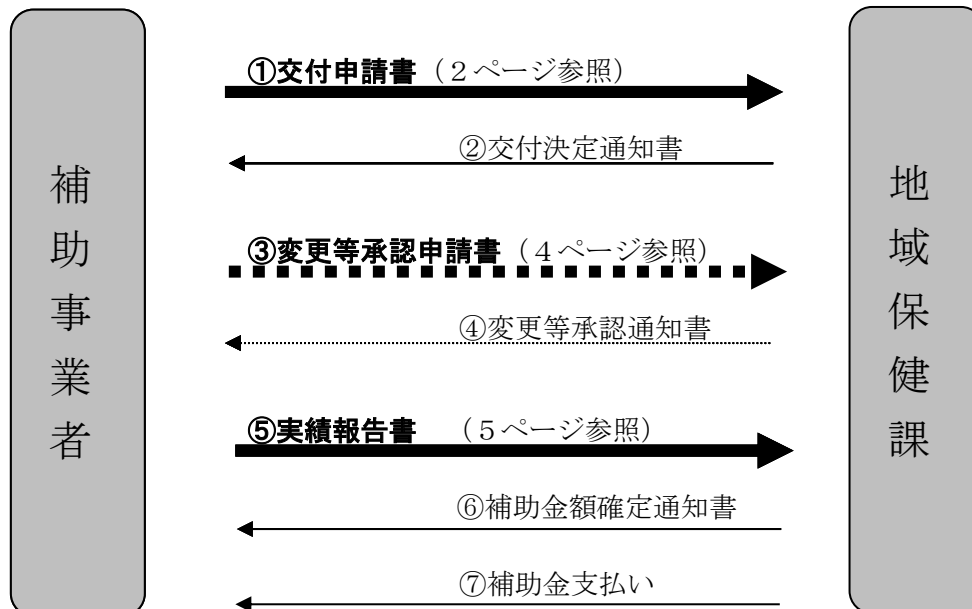 補助事業者
①交付申請書（２ページ参照）
②交付決定通知書
③変更等承認申請書（４ページ参照）
④変更等承認通知書
⑤実績報告書　（５ページ参照）
⑥補助金額確定通知書
⑦補助金支払い
地域保健課